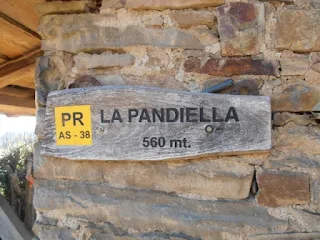 PR
AS - 38
LA PANDIELLA
560 mt.